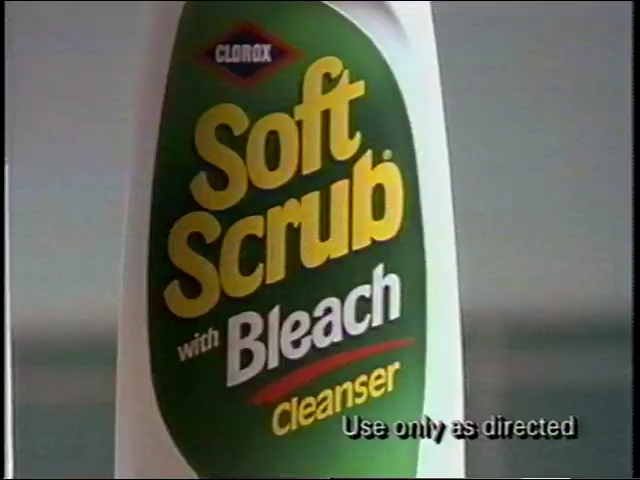 CLOROX
Soft
Scrub®
with Bleach
cleanser
Use only as directed